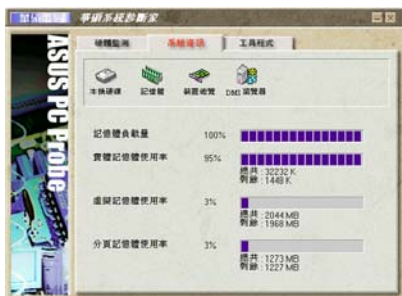 華碩系統診斷家
硬體監測 系統資訊 工具程式
ASUS PC Probe
本機硬碟 記憶體 裝置總覽 DMI 瀏覽器
記憶體負載量 100%
實體記憶體使用率 95%
總共 : 32232 K
剩餘 : 1448 K
虛擬記憶體使用率 3%
總共 : 2044 MB
剩餘 : 1968 MB
分頁記憶體使用率 3%
總共 : 1273 MB
剩餘 : 1227 MB